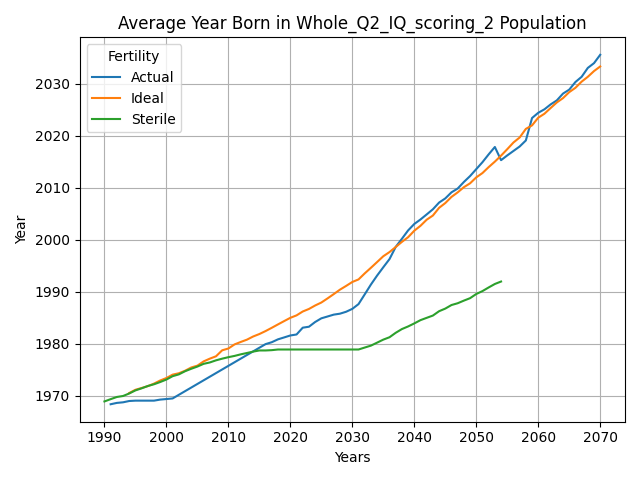 Average Year Born in Whole_Q2_IQ_scoring_2 Population
Fertility
Actual
Ideal
Sterile
Year
2030
2020
2010
2000
1990
1980
1970
1990 2000 2010 2020 2030 2040 2050 2060 2070
Years